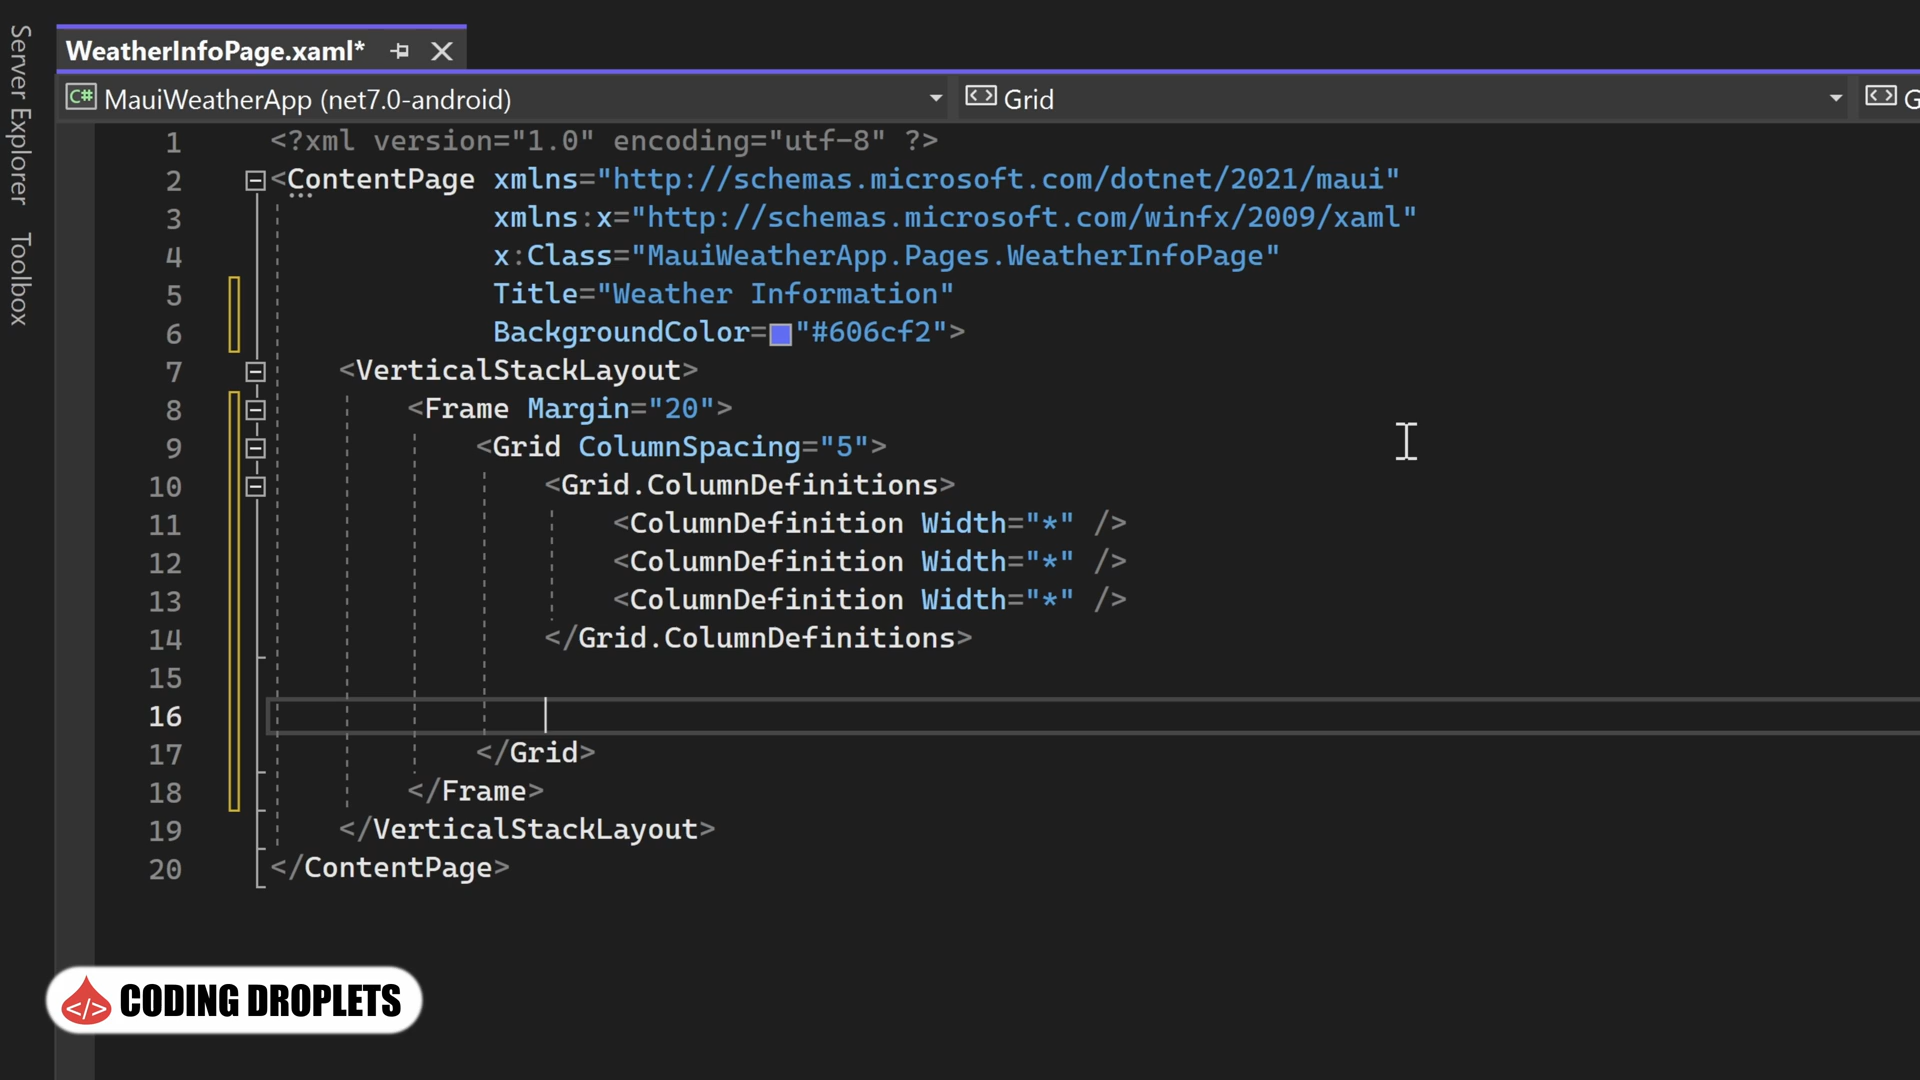 Server Explorer
Toolbox
WeatherInfoPage.xaml*
C# MauiWeatherApp (net7.0-android)
Grid
G
1 <?xml version="1.0" encoding="utf-8" ?>
2 <ContentPage xmlns="http://schemas.microsoft.com/dotnet/2021/maui"
3 xmlns:x="http://schemas.microsoft.com/winfx/2009/xaml"
4 x:Class="MauiWeatherApp.Pages.WeatherInfoPage"
5 Title="Weather Information"
6 BackgroundColor="#606cf2">
7 <VerticalStackLayout>
8 <Frame Margin="20">
9 <Grid ColumnSpacing="5">
10 <Grid.ColumnDefinitions>
11 <ColumnDefinition Width="*" />
12 <ColumnDefinition Width="*" />
13 <ColumnDefinition Width="*" />
14 </Grid.ColumnDefinitions>
15
16
17 </Grid>
18 </Frame>
19 </VerticalStackLayout>
20 </ContentPage>
</> CODING DROPLETS